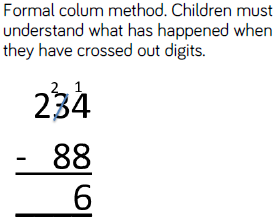 Formal colum method. Children must
understand what has happened when
they have crossed out digits.
2 1
234
- 88
6